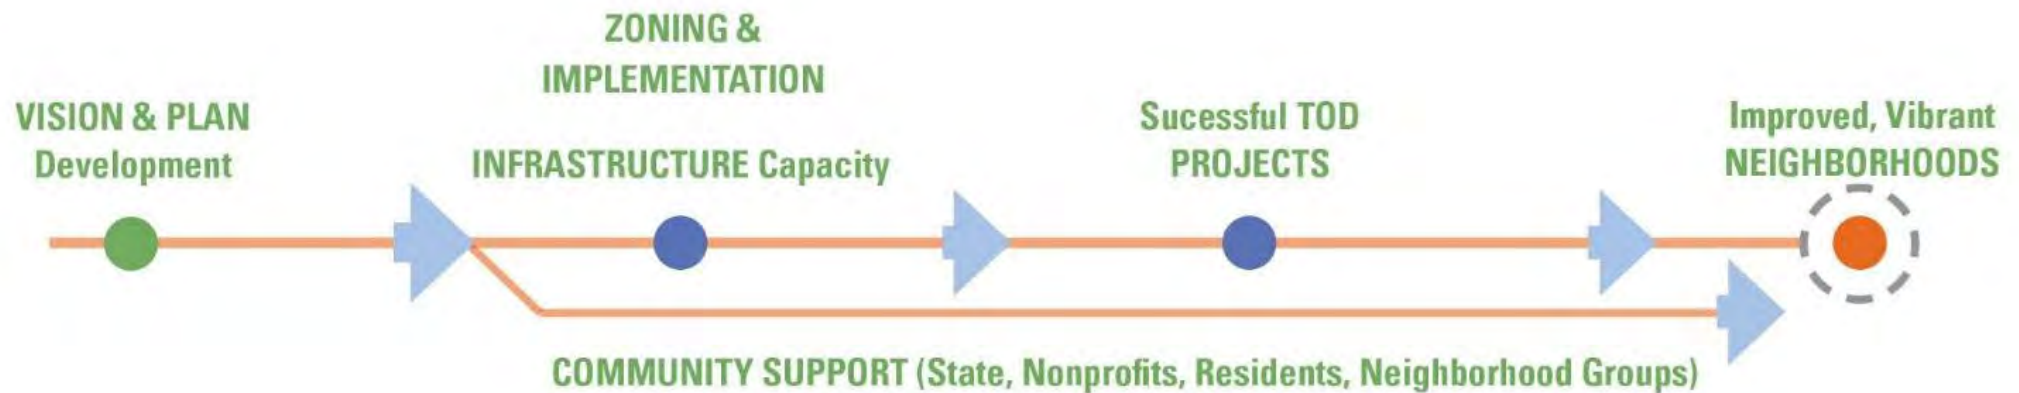 VISION & PLAN
Development
ZONING &
IMPLEMENTATION
INFRASTRUCTURE Capacity
Sucessful TOD
PROJECTS
Improved, Vibrant
NEIGHBORHOODS
COMMUNITY SUPPORT (State, Nonprofits, Residents, Neighborhood Groups)